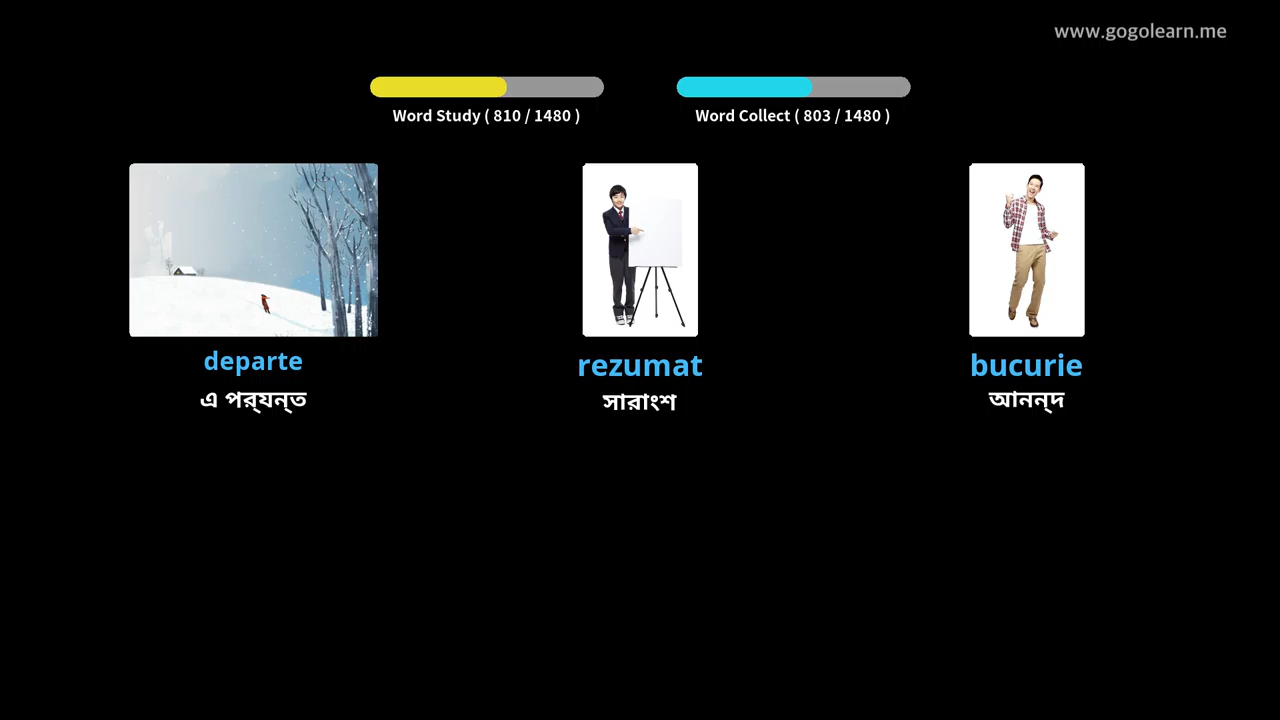 www.gogolearn.me
Word Study ( 810 / 1480 )
Word Collect ( 803 / 1480 )
departe
এ পর্যন্ত
rezumat
সারাংশ
bucurie
আনন্দ